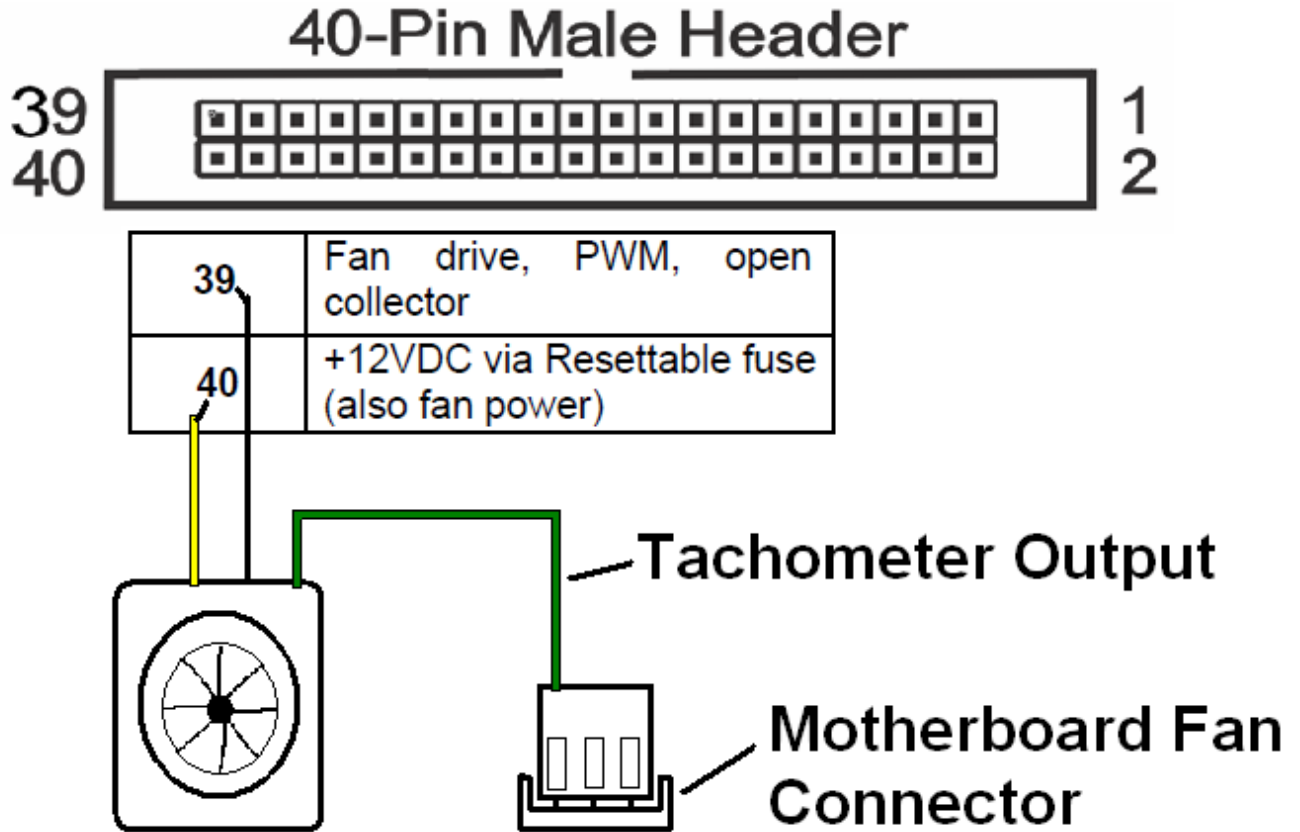 40-Pin Male Header
39
1
40
2
39
Fan drive, PWM, open
collector
40
+12VDC via Resettable fuse
(also fan power)
Tachometer Output
Motherboard Fan
Connector